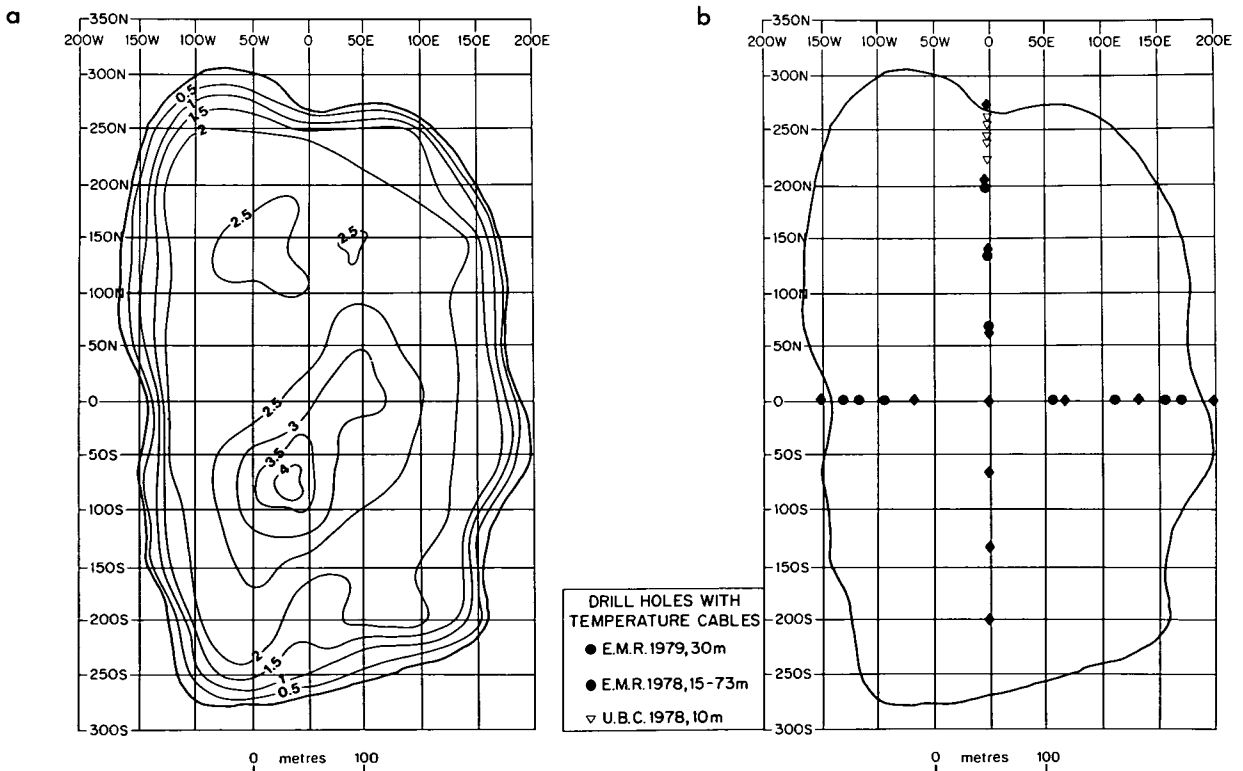 a
350N
200W 150W 100W 50W 0 50E 100E 150E 200E
300N
250N
200N
150N
100N
50N
0
50S
100S
150S
200S
250S
300S
0.5
1
1.5
2
2.5
2.5
2.5
3
3.5
4
2
1.5
1
0.5
0 metres 100
DRILL HOLES WITH
TEMPERATURE CABLES
● E.M.R. 1979, 30m
● E.M.R. 1978, 15-73m
▽ U.B.C. 1978, 10m
b
350N
200W 150W 100W 50W 0 50E 100E 150E 200E
300N
250N
200N
150N
100N
50N
0
50S
100S
150S
200S
250S
300S
0 metres 100